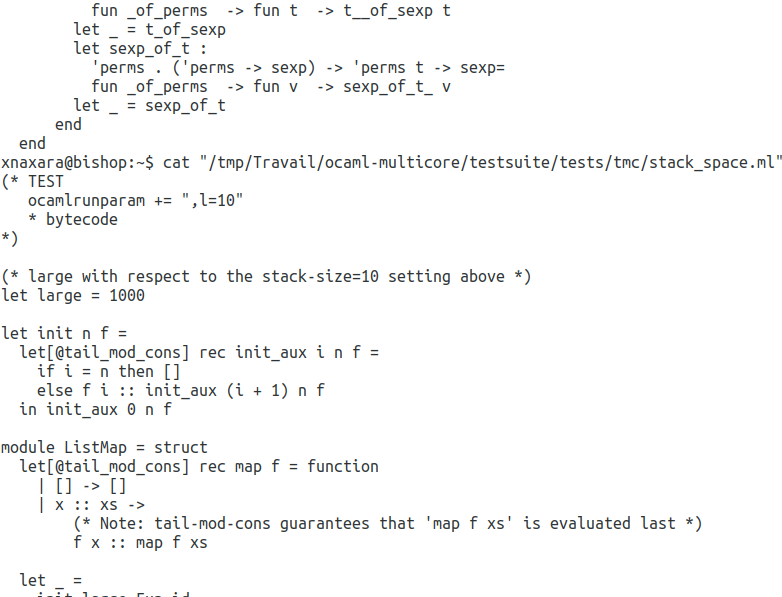 fun _of_perms  -> fun t  -> t__of_sexp t
        let _ = t_of_sexp
        let sexp_of_t :
          'perms . ('perms -> sexp) -> 'perms t -> sexp=
          fun _of_perms  -> fun v  -> sexp_of_t_ v
        let _ = sexp_of_t
      end
  end
xnaxara@bishop:~$ cat "/tmp/Travail/ocaml-multicore/testsuite/tests/tmc/stack_space.ml"
(* TEST
   ocamlrunparam += ",l=10"
   * bytecode
*)

(* large with respect to the stack-size=10 setting above *)
let large = 1000

let init n f =
  let[@tail_mod_cons] rec init_aux i n f =
    if i = n then []
    else f i :: init_aux (i + 1) n f
  in init_aux 0 n f

module ListMap = struct
  let[@tail_mod_cons] rec map f = function
    | [] -> []
    | x :: xs ->
        (* Note: tail-mod-cons guarantees that 'map f xs' is evaluated last *)
        f x :: map f xs

  let _ =
    init large Fun.id